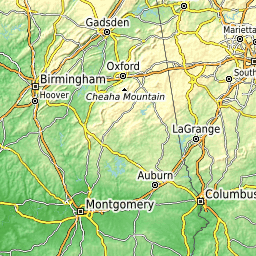 Gadsden
Marietta
Oxford
South
Birmingham
Cheaha Mountain
Hoover
LaGrange
Auburn
Columbus
Montgomery